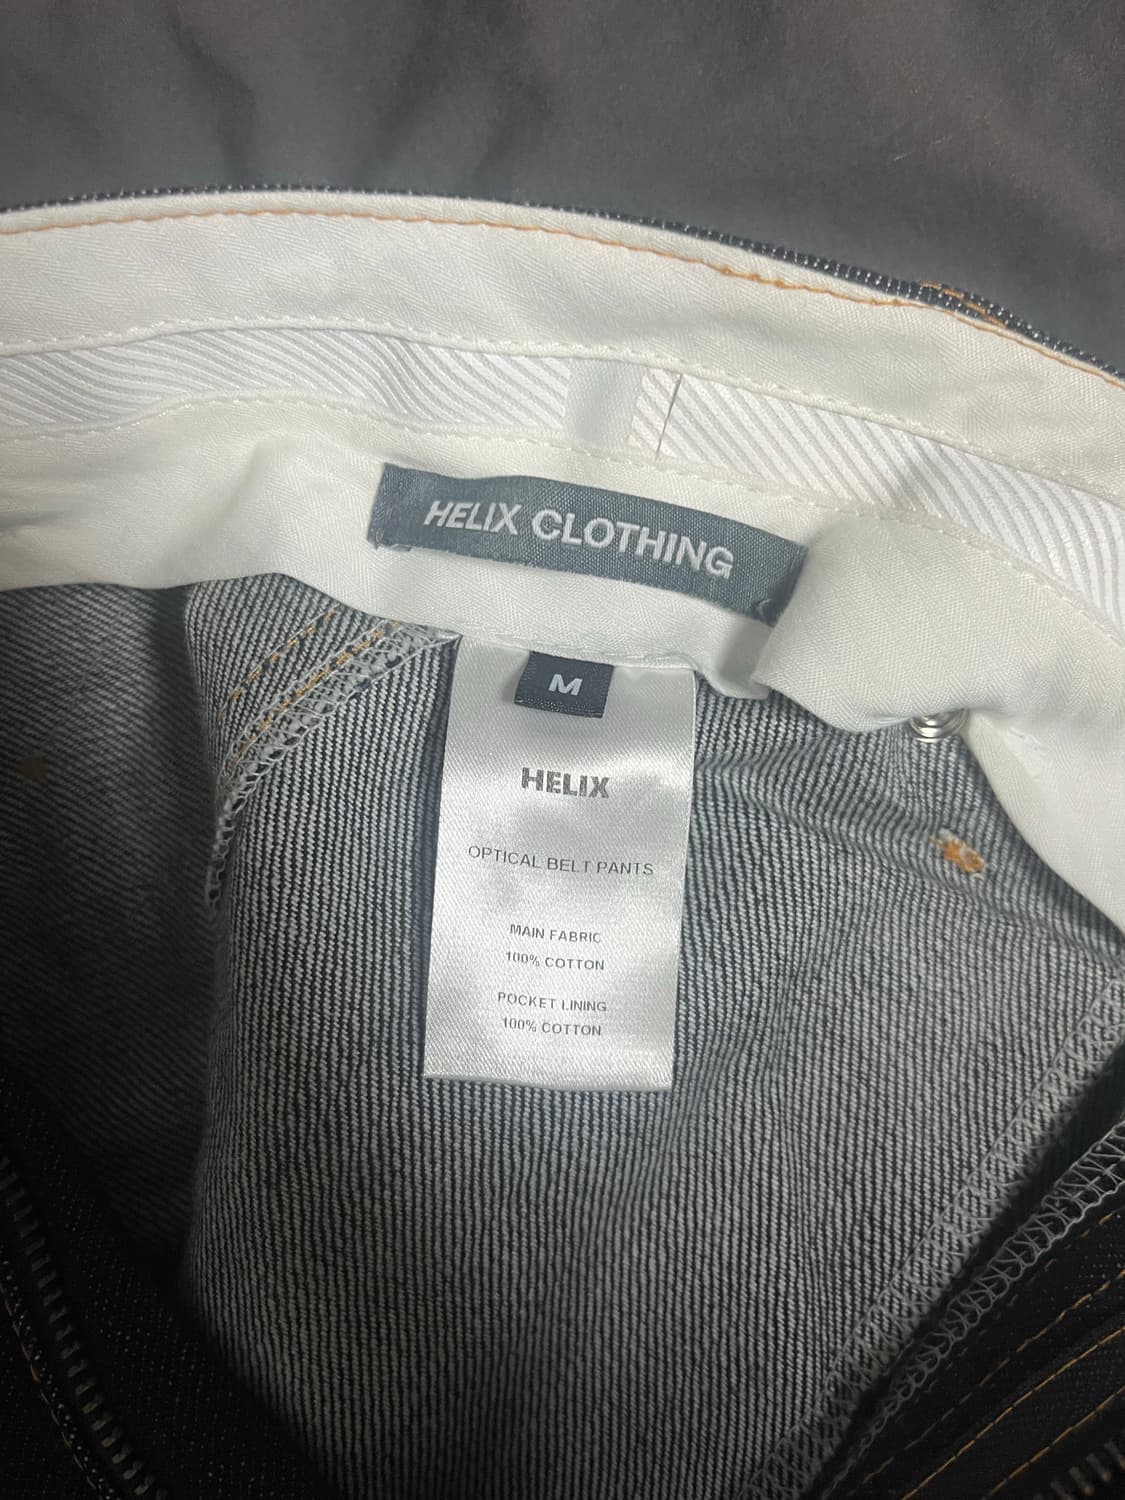 HELIX CLOTHING
M
HELIX
OPTICAL BELT PANTS
MAIN FABRIC
100% COTTON
POCKET LINING
100% COTTON